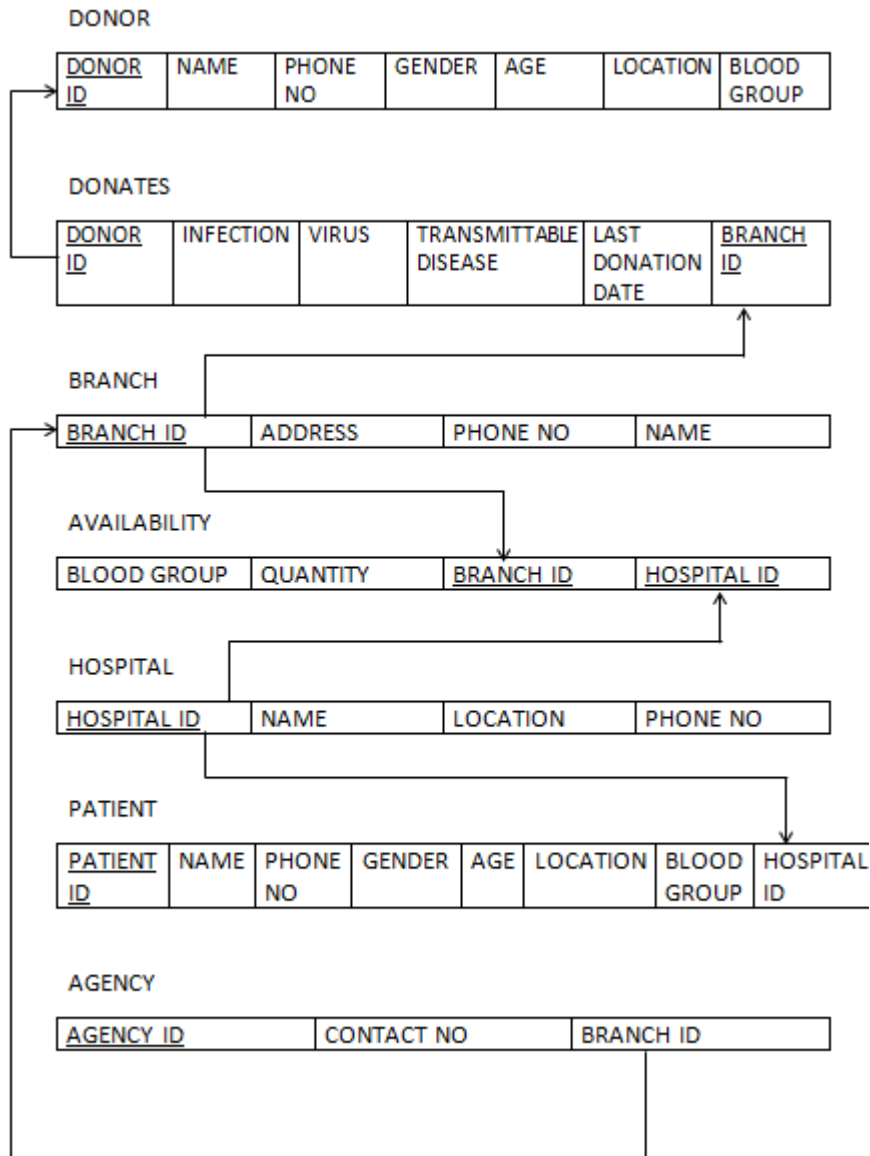 DONOR
DONOR ID NAME PHONE NO GENDER AGE LOCATION BLOOD GROUP
DONATES
DONOR ID INFECTION VIRUS TRANSMITTABLE DISEASE LAST DONATION DATE BRANCH ID
BRANCH
BRANCH ID ADDRESS PHONE NO NAME
AVAILABILITY
BLOOD GROUP QUANTITY BRANCH ID HOSPITAL ID
HOSPITAL
HOSPITAL ID NAME LOCATION PHONE NO
PATIENT
PATIENT ID NAME PHONE NO GENDER AGE LOCATION BLOOD GROUP HOSPITAL ID
AGENCY
AGENCY ID CONTACT NO BRANCH ID